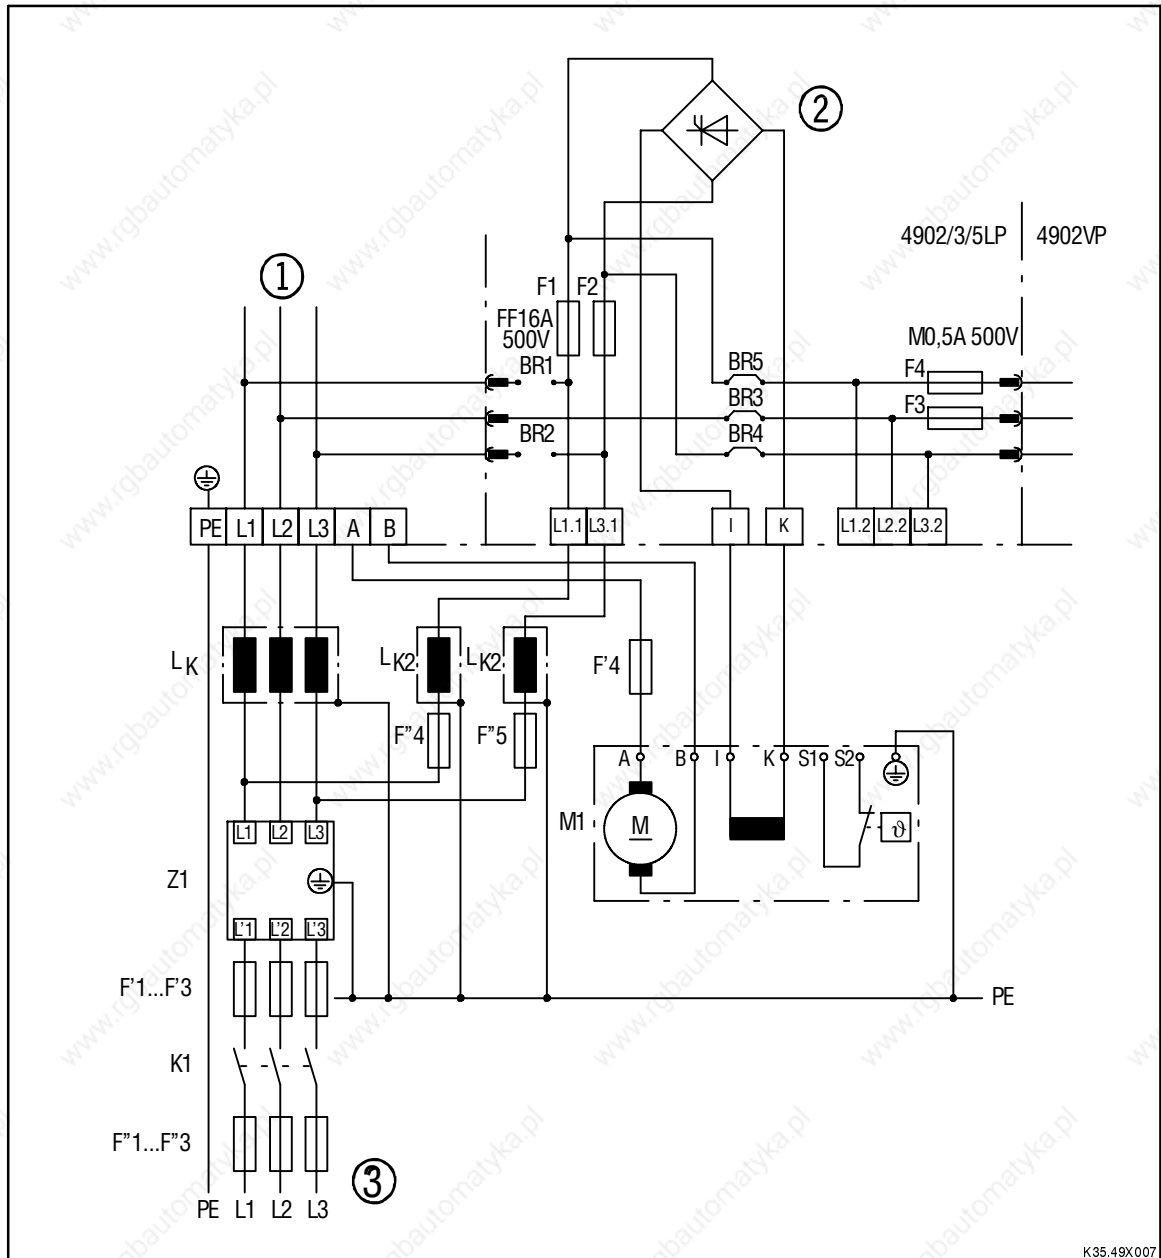 2
4902/3/5LP 4902VP
1
F1 F2
FF16A
500V
M0,5A 500V
BR1 BR5 F4
BR3 F3
BR2 BR4
PE L1 L2 L3 A B L1.1 L3.1 I K L1.2 L2.2 L3.2
LK LK2 LK2 F'4
F"4 F"5
A B I K S1 S2
M1 M ϑ
L1 L2 L3
Z1
L'1 L'2 L'3
F'1...F'3
PE
K1
F"1...F"3
3
PE L1 L2 L3
K35.49X007
www.rgbautomatyka.pl